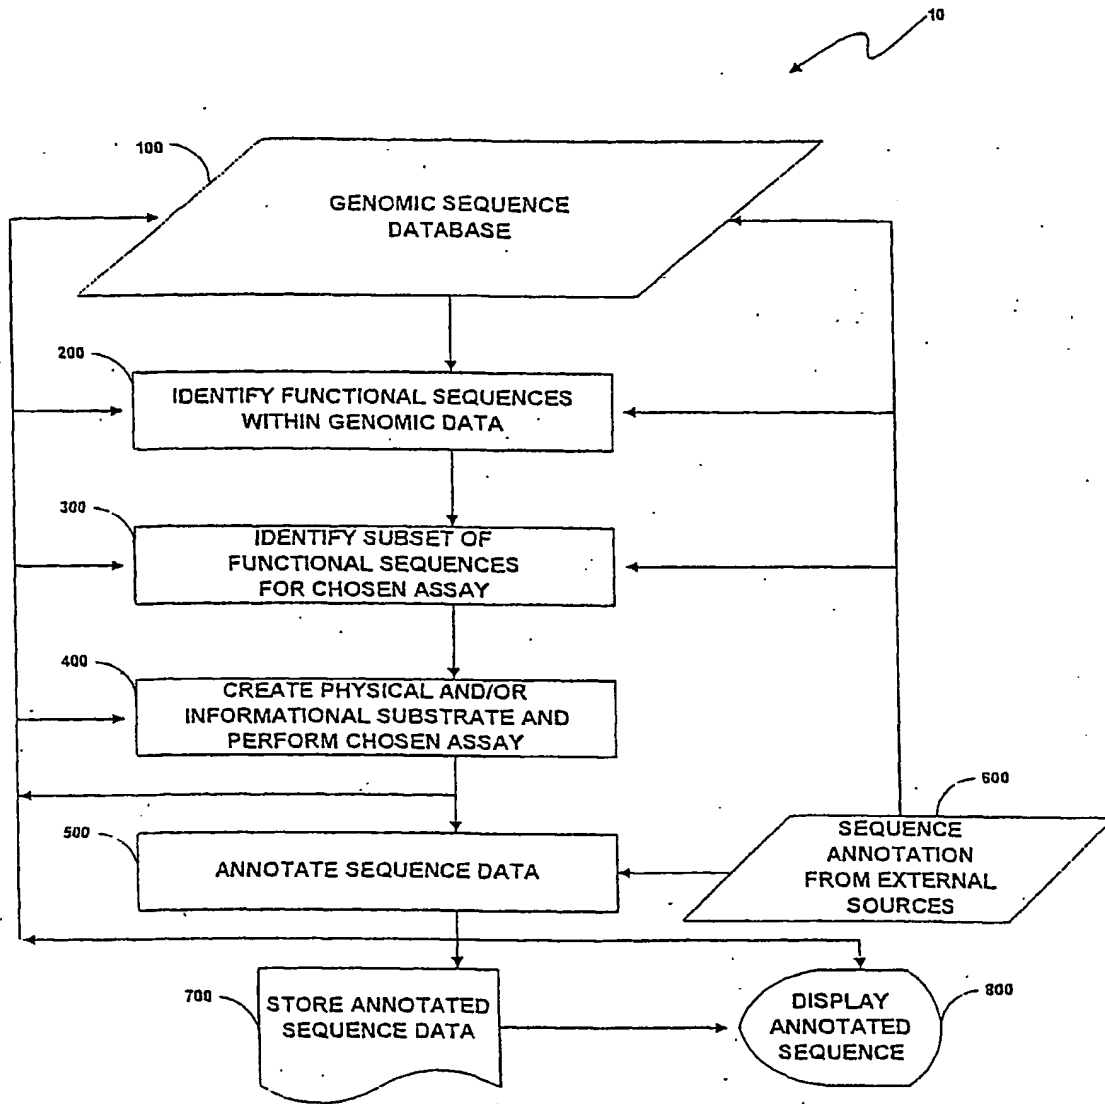 10
100
GENOMIC SEQUENCE
DATABASE
200
IDENTIFY FUNCTIONAL SEQUENCES
WITHIN GENOMIC DATA
300
IDENTIFY SUBSET OF
FUNCTIONAL SEQUENCES
FOR CHOSEN ASSAY
400
CREATE PHYSICAL AND/OR
INFORMATIONAL SUBSTRATE AND
PERFORM CHOSEN ASSAY
500
ANNOTATE SEQUENCE DATA
600
SEQUENCE
ANNOTATION
FROM EXTERNAL
SOURCES
700
STORE ANNOTATED
SEQUENCE DATA
800
DISPLAY
ANNOTATED
SEQUENCE